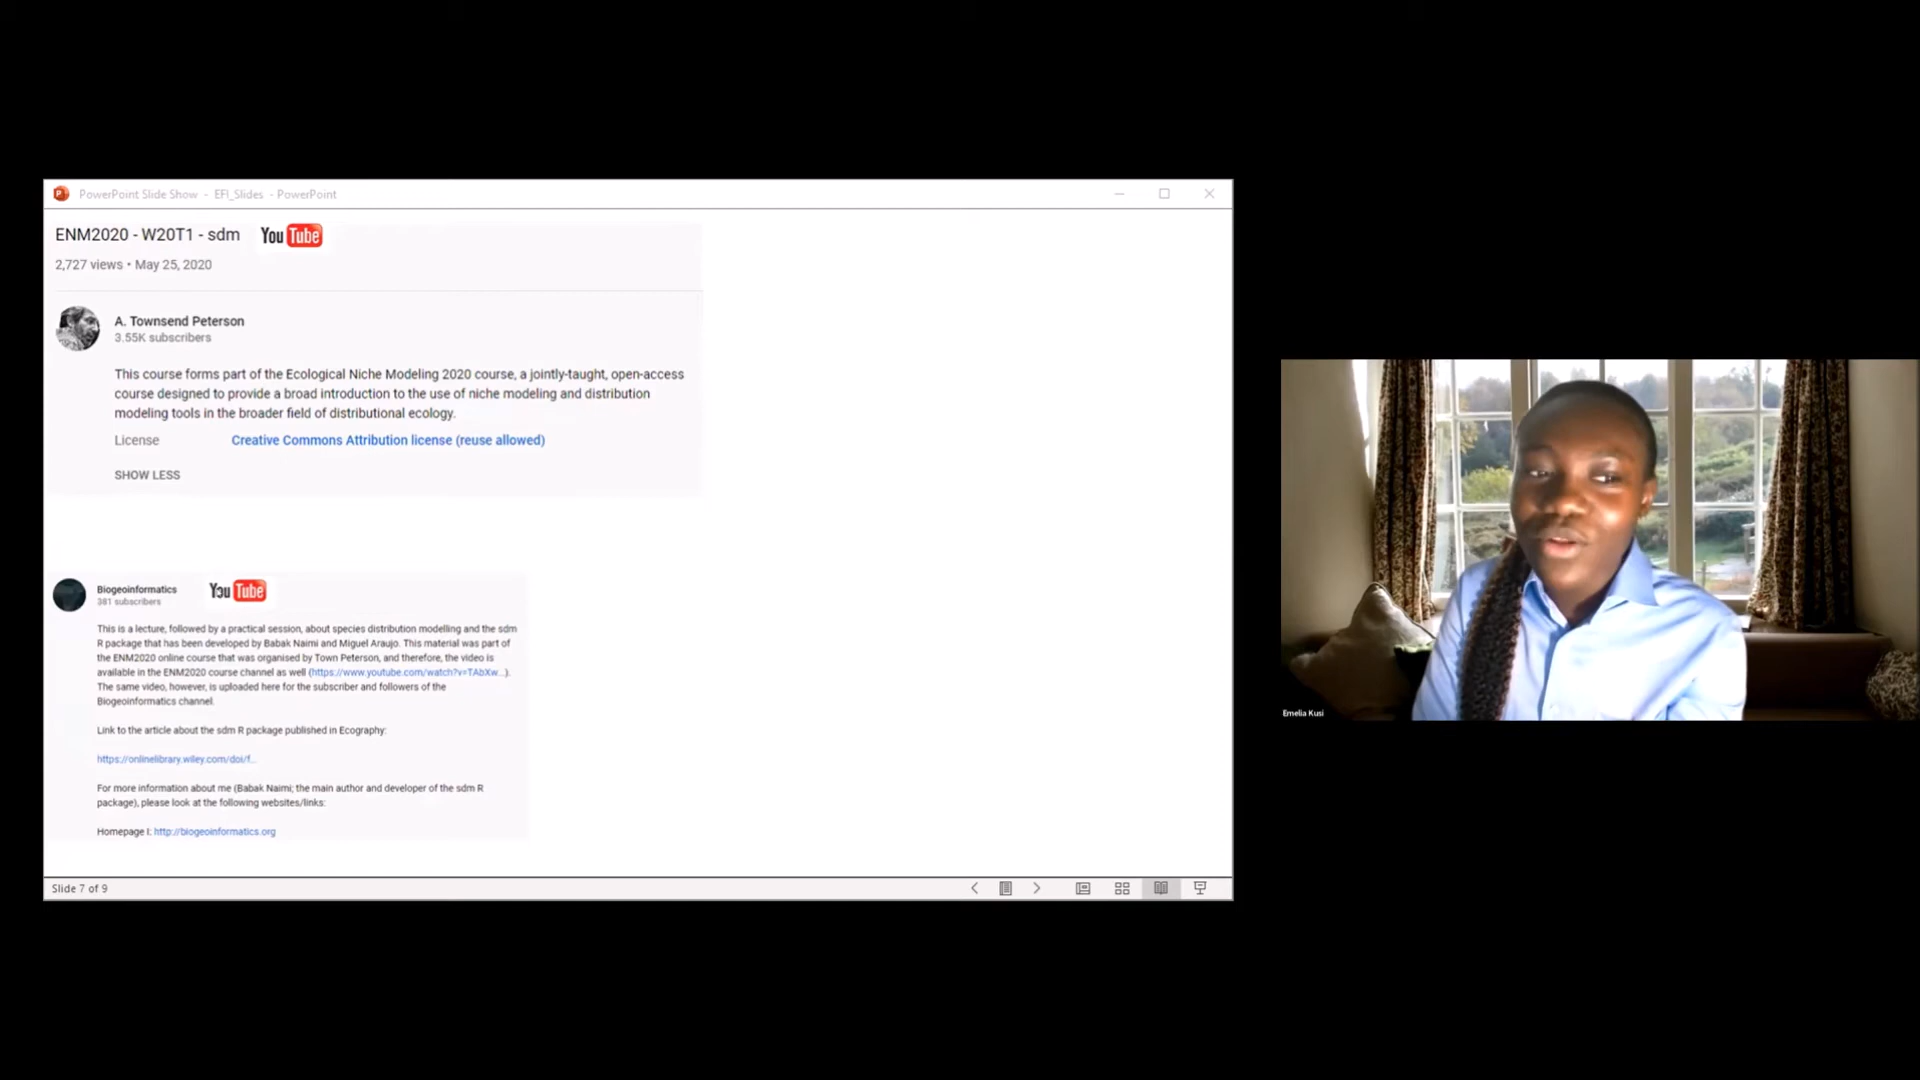 PowerPoint Slide Show - EFI_Slides - PowerPoint
ENM2020 - W20T1 - sdm YouTube
2,727 views • May 25, 2020
A. Townsend Peterson
3.55K subscribers
This course forms part of the Ecological Niche Modeling 2020 course, a jointly-taught, open-access
course designed to provide a broad introduction to the use of niche modeling and distribution
modeling tools in the broader field of distributional ecology.
License Creative Commons Attribution license (reuse allowed)
SHOW LESS
Biogeoinformatics YouTube
381 subscribers
This is a lecture, followed by a practical session, about species distribution modelling and the sdm
R package that has been developed by Babak Naimi and Miguel Araujo. This material was part of
the ENM2020 online course that was organised by Town Peterson, and therefore, the video is
available in the ENM2020 course channel as well (https://www.youtube.com/watch?v=TAbXw...).
The same video, however, is uploaded here for the subscriber and followers of the
Biogeoinformatics channel.
Link to the article about the sdm R package published in Ecography:
https://onlinelibrary.wiley.com/doi/f...
For more information about me (Babak Naimi; the main author and developer of the sdm R
package), please look at the following websites/links:
Homepage I: http://biogeoinformatics.org
Slide 7 of 9
Emelia Kusi